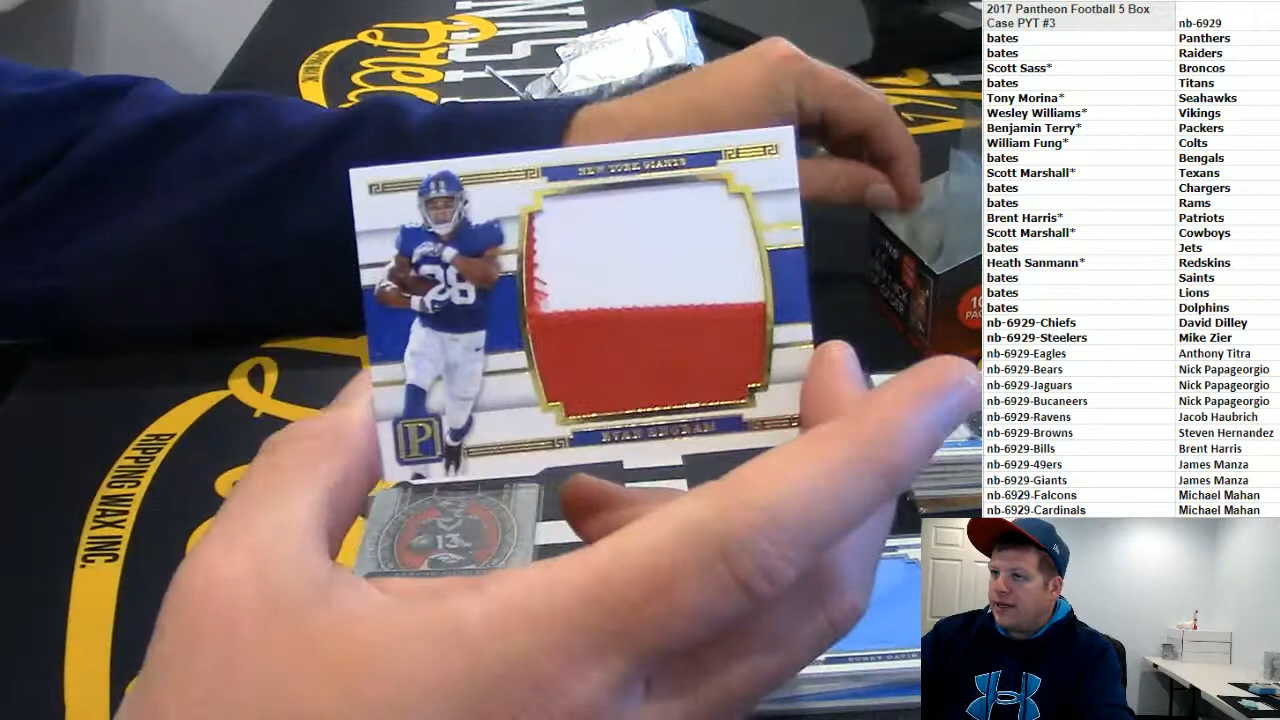 2017 Pantheon Football 5 Box
Case PYT #3 nb-6929
bates Panthers
bates Raiders
Scott Sass* Broncos
bates Titans
Tony Morina* Seahawks
Wesley Williams* Vikings
Benjamin Terry* Packers
William Fung* Colts
bates Bengals
Scott Marshall* Texans
bates Chargers
bates Rams
Brent Harris* Patriots
Scott Marshall* Cowboys
bates Jets
Heath Sanmann* Redskins
bates Saints
bates Lions
bates Dolphins
nb-6929-Chiefs David Dilley
nb-6929-Steelers Mike Zier
nb-6929-Eagles Anthony Titra
nb-6929-Bears Nick Papageorgio
nb-6929-Jaguars Nick Papageorgio
nb-6929-Bucaneers Nick Papageorgio
nb-6929-Ravens Jacob Haubrich
nb-6929-Browns Steven Hernandez
nb-6929-Bills Brent Harris
nb-6929-49ers James Manza
nb-6929-Giants James Manza
nb-6929-Falcons Michael Mahan
nb-6929-Cardinals Michael Mahan
NEW YORK GIANTS
28
P
13
RIPPING WAX INC.
COREY DAVIS